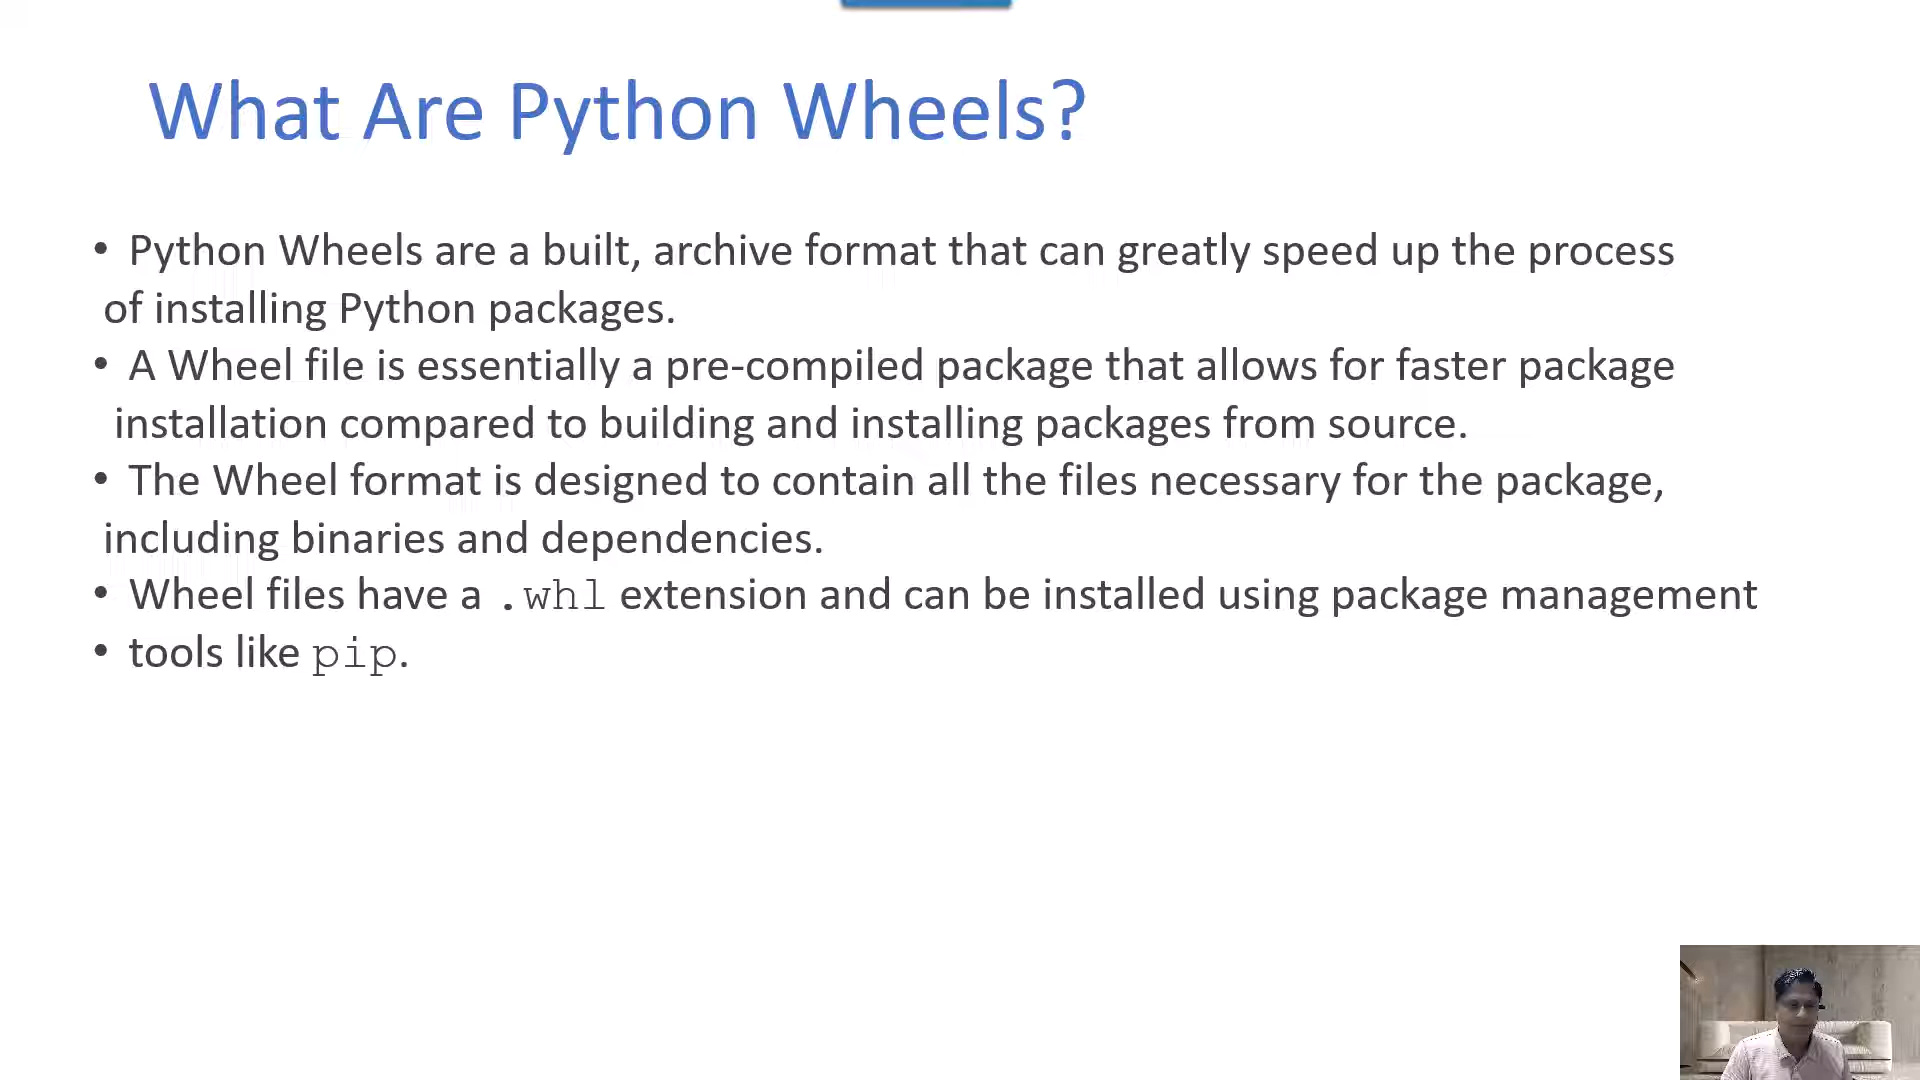 What Are Python Wheels?
• Python Wheels are a built, archive format that can greatly speed up the process
of installing Python packages.
• A Wheel file is essentially a pre-compiled package that allows for faster package
installation compared to building and installing packages from source.
• The Wheel format is designed to contain all the files necessary for the package,
including binaries and dependencies.
• Wheel files have a .whl extension and can be installed using package management
• tools like pip.